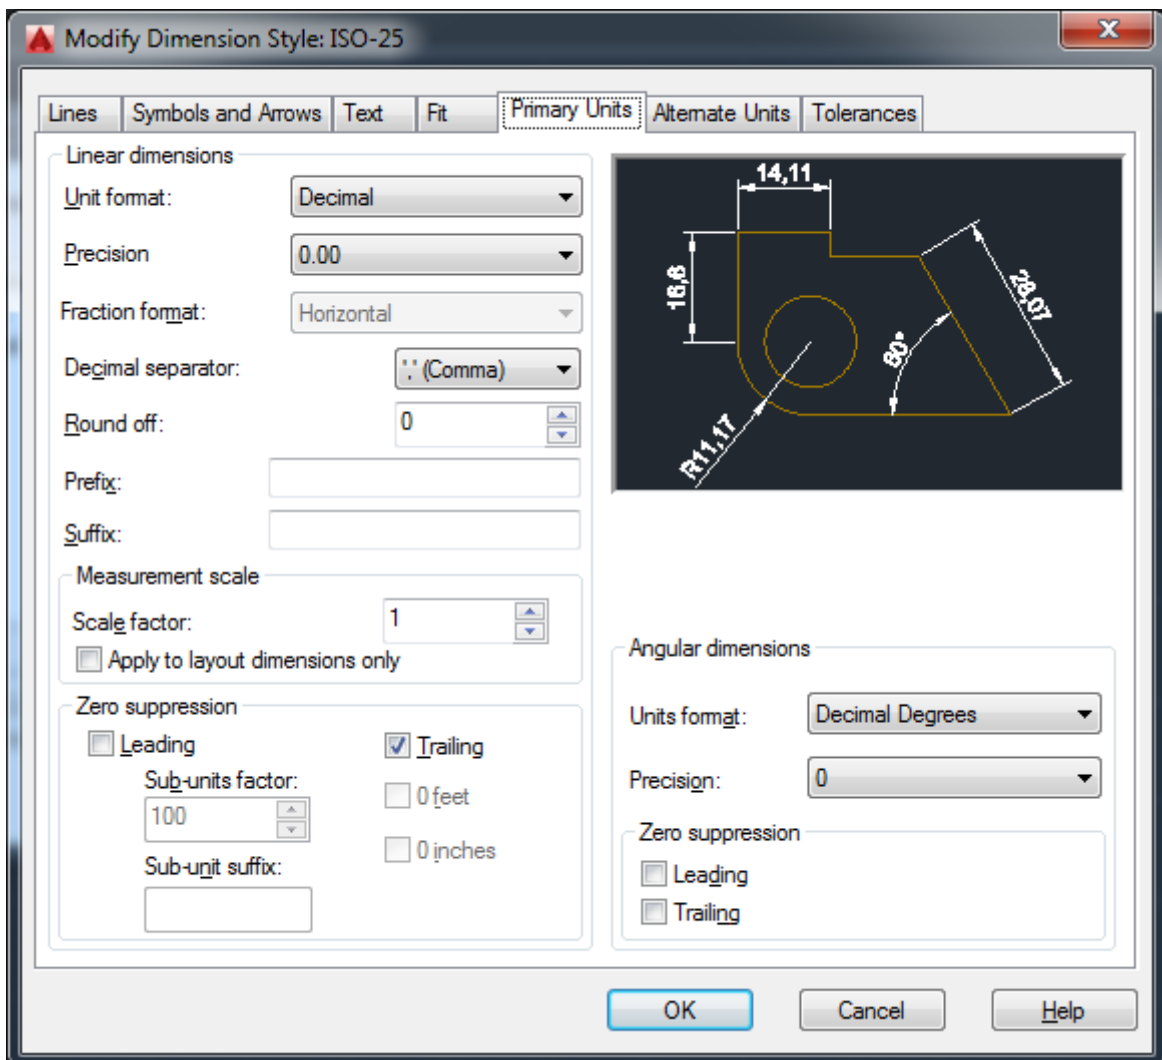 Modify Dimension Style: ISO-25
Lines Symbols and Arrows Text Fit Primary Units Alternate Units Tolerances
Linear dimensions
Unit format: Decimal
Precision 0.00
Fraction format: Horizontal
Decimal separator: ',' (Comma)
Round off: 0
Prefix:
Suffix:
Measurement scale
Scale factor: 1
Apply to layout dimensions only
Zero suppression
Leading
Trailing
Sub-units factor:
100
0 feet
0 inches
Sub-unit suffix:
14,11
16,6
28,07
60°
R11,17
Angular dimensions
Units format: Decimal Degrees
Precision: 0
Zero suppression
Leading
Trailing
OK Cancel Help